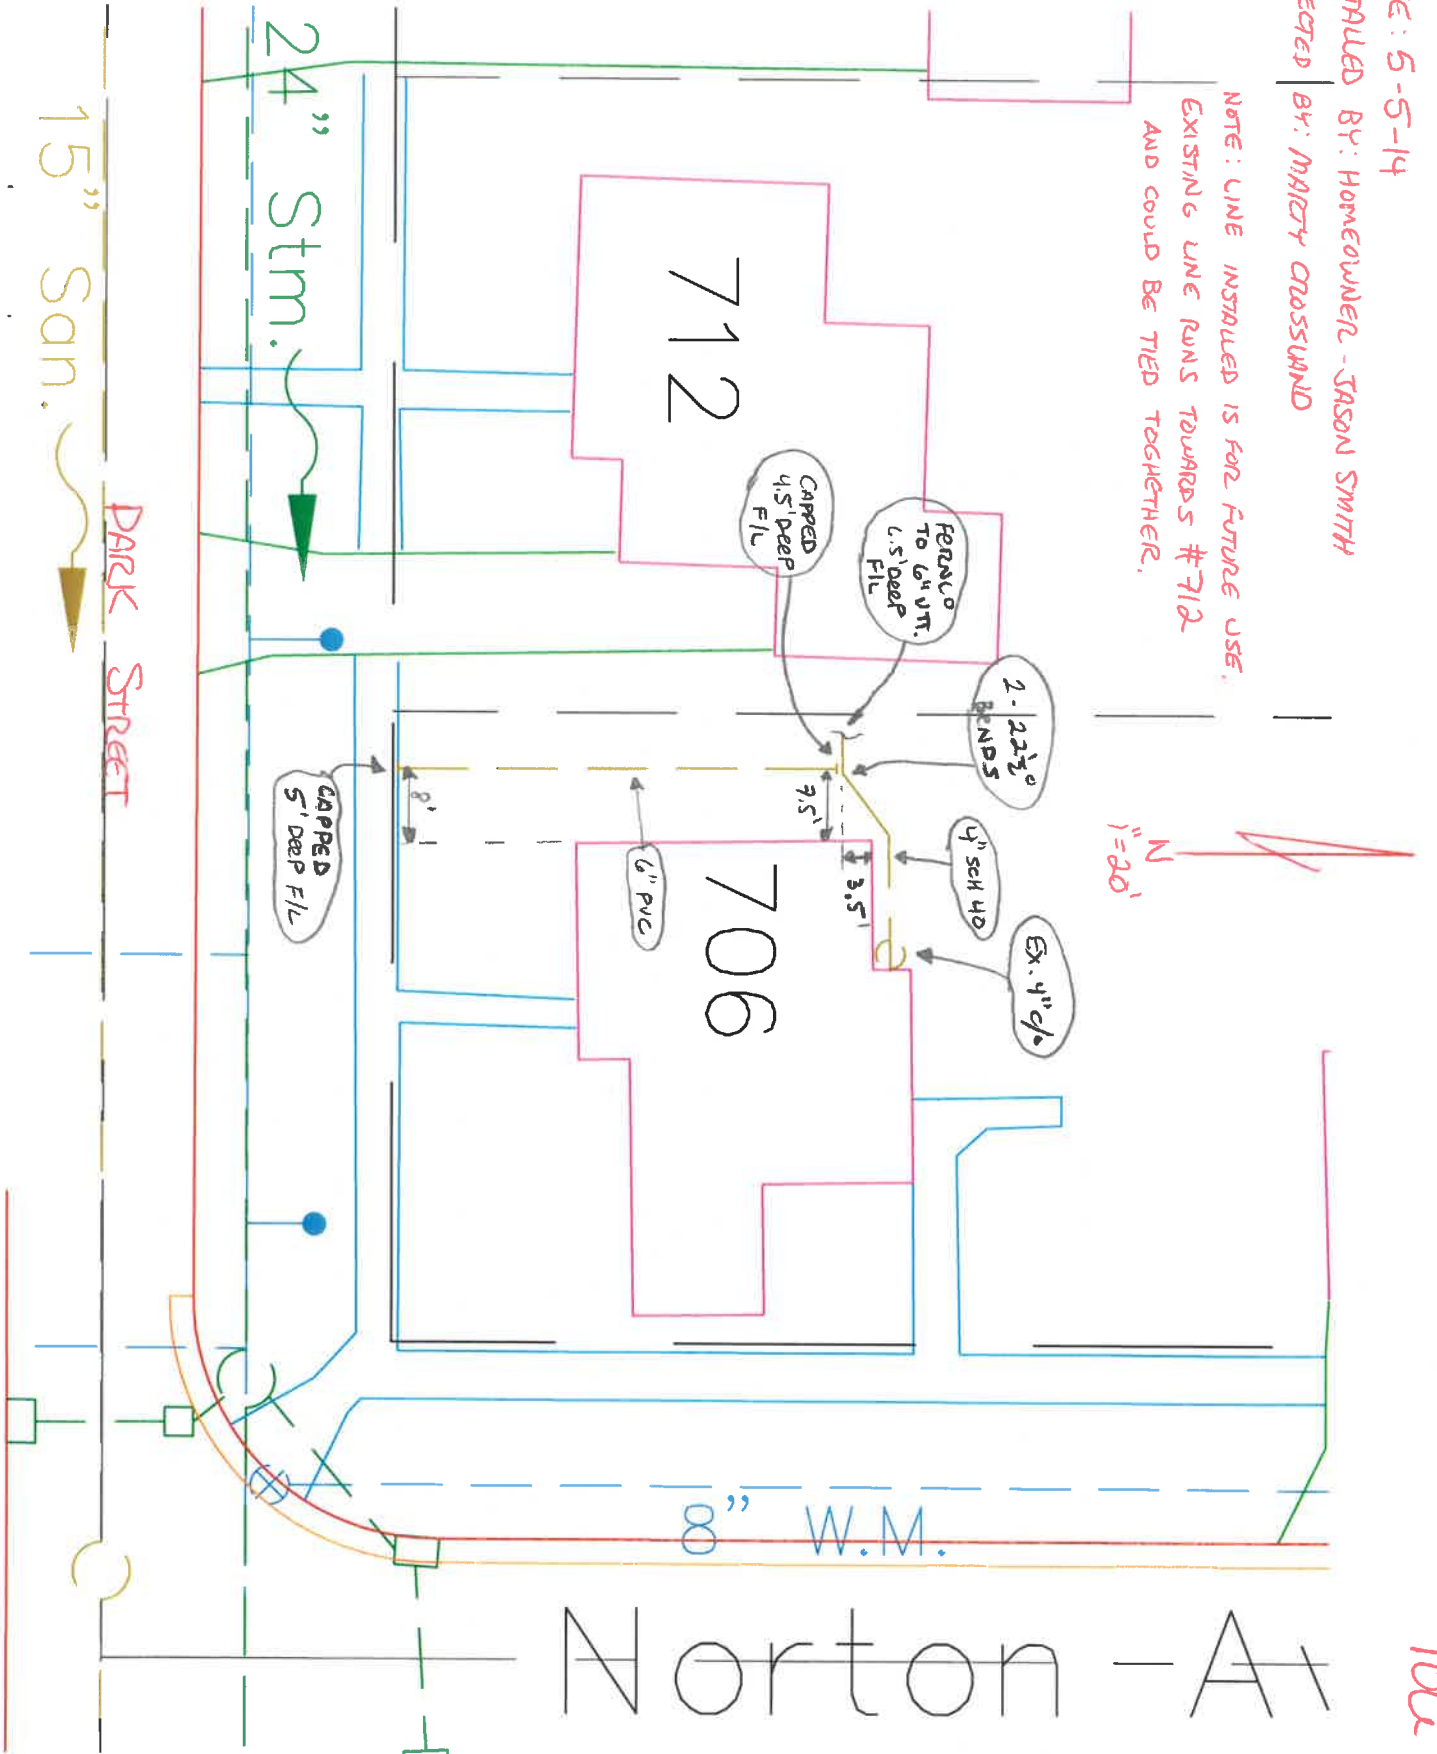 E: 5-5-14
TALLED BY: HOMEOWNER - JASON SMITH
ECTED BY: MARTY CROSSLAND
NOTE: LINE INSTALLED IS FOR FUTURE USE.
EXISTING LINE RUNS TOWARDS #712
AND COULD BE TIED TOGHETHER.
N
1"=20'
2 - 22½°
BENDS
4" SCH 40
EX. 4" c/o
FERNCO
TO 6" VIT.
6.5' DEEP
F/L
CAPPED
4.5' DEEP
F/L
7.5'
3.5'
712
706
6" PVC
8'
CAPPED
5' DEEP F/L
24" Stm.
PARK STREET
15" San.
8" W.M.
Norton A